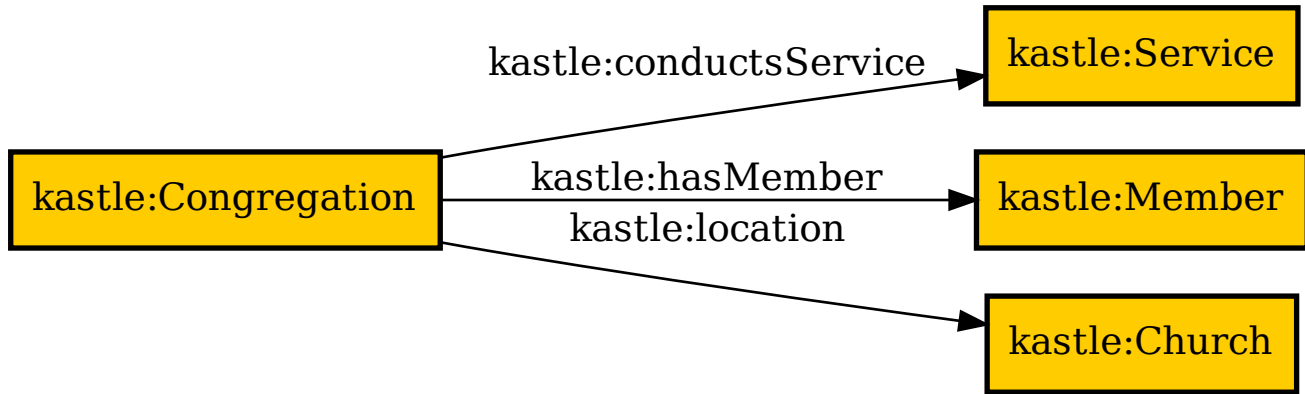 kastle:conductsService
kastle:Service
kastle:Congregation
kastle:hasMember
kastle:Member
kastle:location
kastle:Church